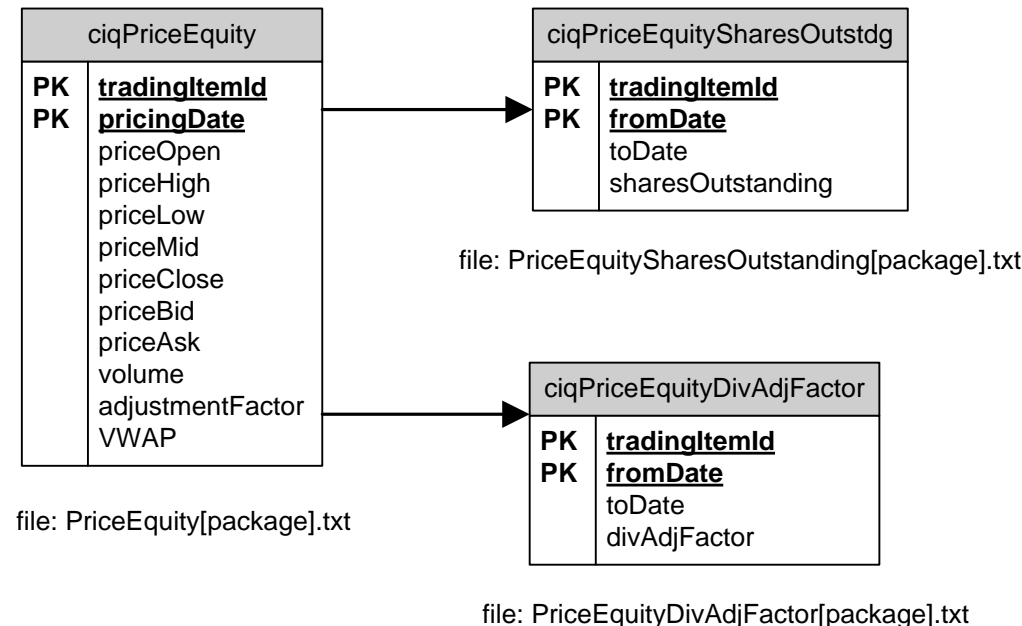 ciqPriceEquity
PK tradingItemId
PK pricingDate
priceOpen
priceHigh
priceLow
priceMid
priceClose
priceBid
priceAsk
volume
adjustmentFactor
VWAP
file: PriceEquity[package].txt
ciqPriceEquitySharesOutstdg
PK tradingItemId
PK fromDate
toDate
sharesOutstanding
file: PriceEquitySharesOutstanding[package].txt
ciqPriceEquityDivAdjFactor
PK tradingItemId
PK fromDate
toDate
divAdjFactor
file: PriceEquityDivAdjFactor[package].txt